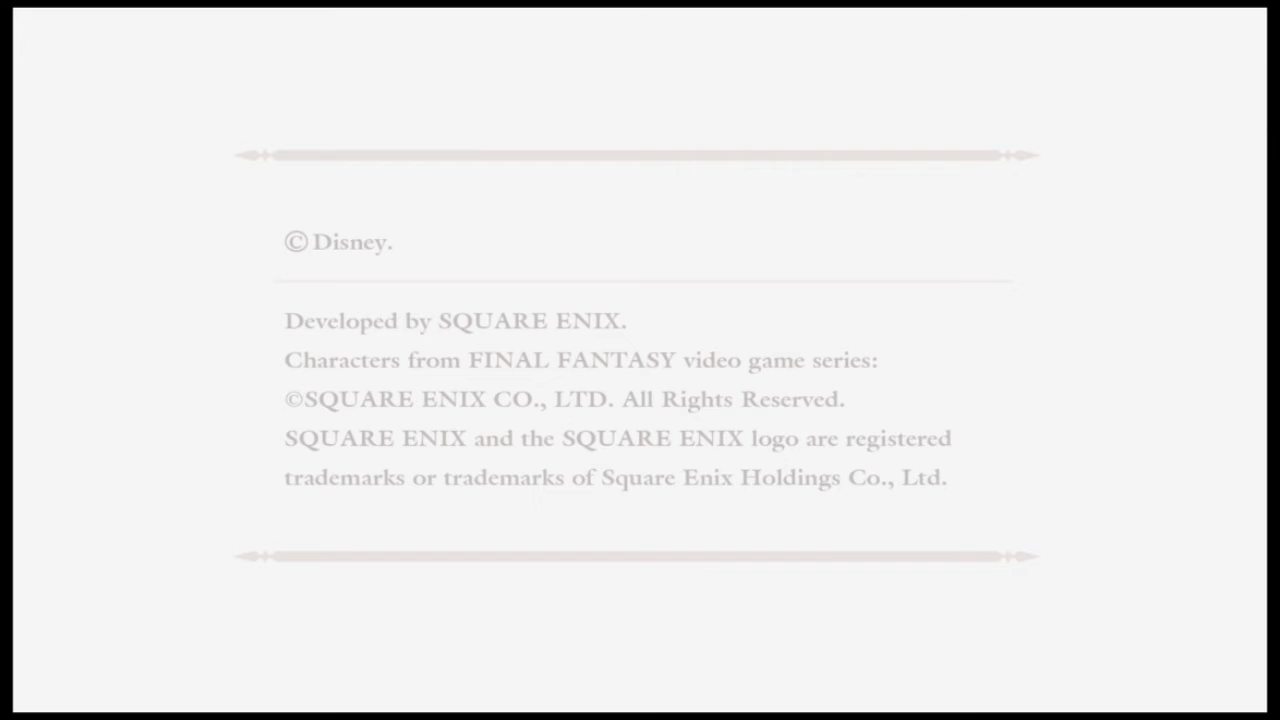 © Disney.
Developed by SQUARE ENIX.
Characters from FINAL FANTASY video game series:
©SQUARE ENIX CO., LTD. All Rights Reserved.
SQUARE ENIX and the SQUARE ENIX logo are registered
trademarks or trademarks of Square Enix Holdings Co., Ltd.